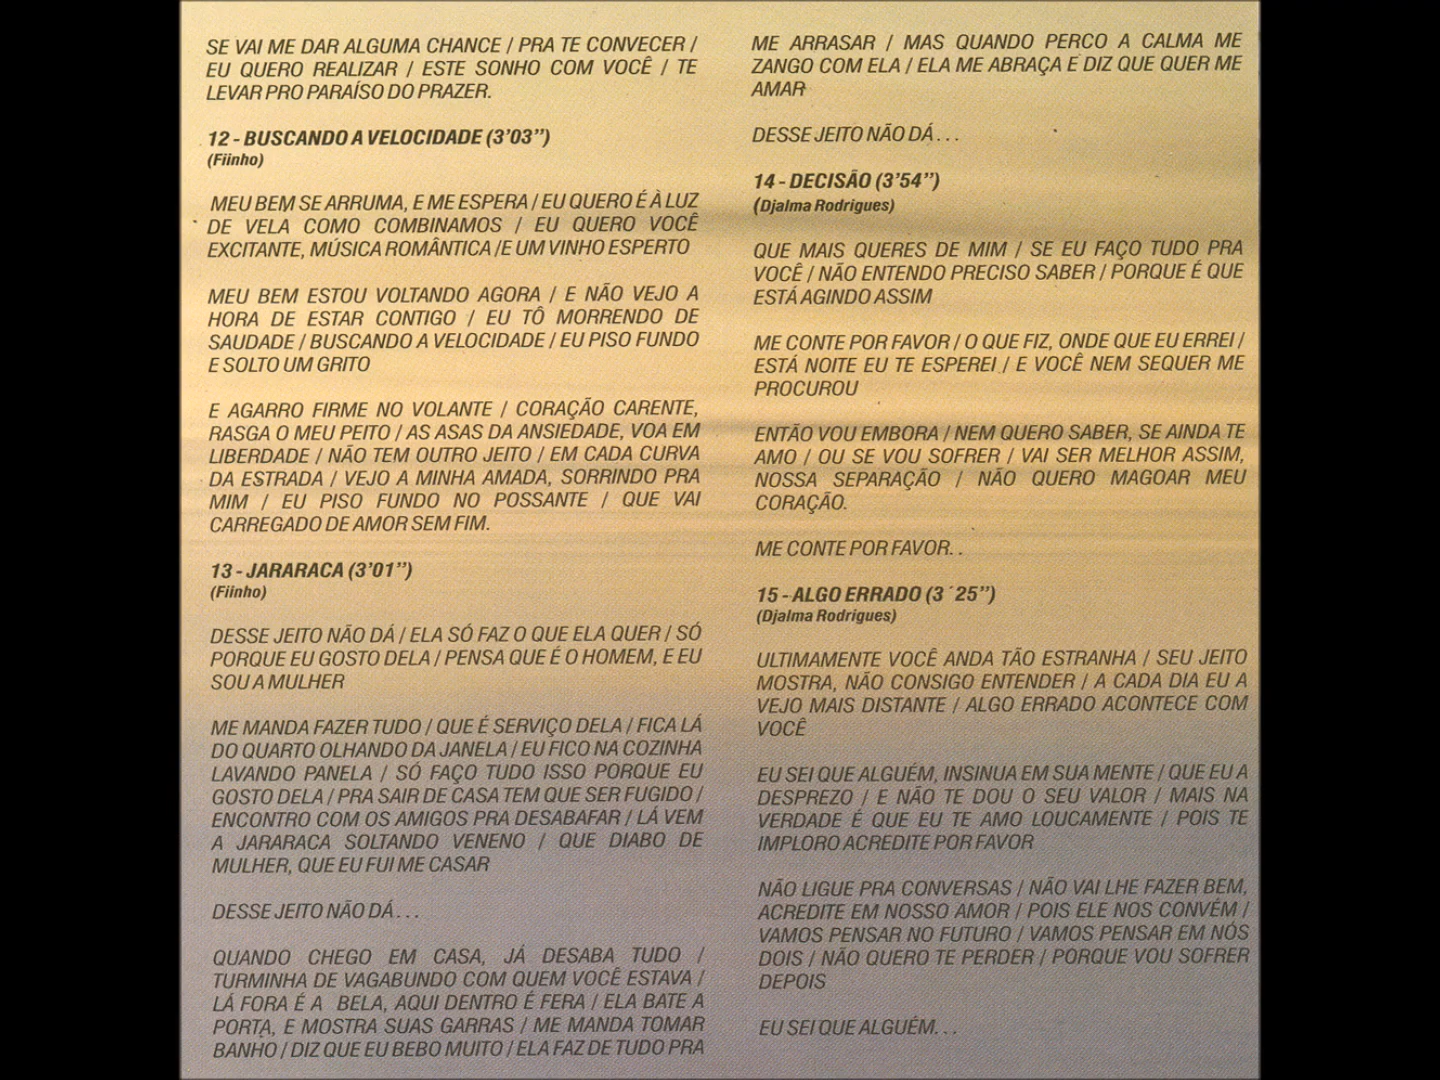 SE VAI ME DAR ALGUMA CHANCE / PRA TE CONVECER /
EU QUERO REALIZAR / ESTE SONHO COM VOCÊ / TE
LEVAR PRO PARAÍSO DO PRAZER.
12 - BUSCANDO A VELOCIDADE (3'03")
(Fiinho)
MEU BEM SE ARRUMA, E ME ESPERA / EU QUERO É À LUZ
DE VELA COMO COMBINAMOS / EU QUERO VOCÊ
EXCITANTE, MÚSICA ROMÂNTICA /E UM VINHO ESPERTO
MEU BEM ESTOU VOLTANDO AGORA / E NÃO VEJO A
HORA DE ESTAR CONTIGO / EU TÔ MORRENDO DE
SAUDADE / BUSCANDO A VELOCIDADE / EU PISO FUNDO
E SOLTO UM GRITO
E AGARRO FIRME NO VOLANTE / CORAÇÃO CARENTE,
RASGA O MEU PEITO / AS ASAS DA ANSIEDADE, VOA EM
LIBERDADE / NÃO TEM OUTRO JEITO / EM CADA CURVA
DA ESTRADA / VEJO A MINHA AMADA, SORRINDO PRA
MIM / EU PISO FUNDO NO POSSANTE / QUE VAI
CARREGADO DE AMOR SEM FIM.
13 - JARARACA (3'01")
(Fiinho)
DESSE JEITO NÃO DÁ / ELA SÓ FAZ O QUE ELA QUER / SÓ
PORQUE EU GOSTO DELA / PENSA QUE É O HOMEM, E EU
SOU A MULHER
ME MANDA FAZER TUDO / QUE É SERVIÇO DELA / FICA LÁ
DO QUARTO OLHANDO DA JANELA / EU FICO NA COZINHA
LAVANDO PANELA / SÓ FAÇO TUDO ISSO PORQUE EU
GOSTO DELA / PRA SAIR DE CASA TEM QUE SER FUGIDO /
ENCONTRO COM OS AMIGOS PRA DESABAFAR / LÁ VEM
A JARARACA SOLTANDO VENENO / QUE DIABO DE
MULHER, QUE EU FUI ME CASAR
DESSE JEITO NÃO DÁ...
QUANDO CHEGO EM CASA, JÁ DESABA TUDO /
TURMINHA DE VAGABUNDO COM QUEM VOCÊ ESTAVA /
LÁ FORA É A BELA, AQUI DENTRO É FERA / ELA BATE A
PORTA, E MOSTRA SUAS GARRAS / ME MANDA TOMAR
BANHO / DIZ QUE EU BEBO MUITO / ELA FAZ DE TUDO PRA
ME ARRASAR / MAS QUANDO PERCO A CALMA ME
ZANGO COM ELA / ELA ME ABRAÇA E DIZ QUE QUER ME
AMAR
DESSE JEITO NÃO DÁ...
14 - DECISÃO (3'54")
(Djalma Rodrigues)
QUE MAIS QUERES DE MIM / SE EU FAÇO TUDO PRA
VOCÊ / NÃO ENTENDO PRECISO SABER / PORQUE É QUE
ESTÁ AGINDO ASSIM
ME CONTE POR FAVOR / O QUE FIZ, ONDE QUE EU ERREI /
ESTÁ NOITE EU TE ESPEREI / E VOCÊ NEM SEQUER ME
PROCUROU
ENTÃO VOU EMBORA / NEM QUERO SABER, SE AINDA TE
AMO / OU SE VOU SOFRER / VAI SER MELHOR ASSIM,
NOSSA SEPARAÇÃO / NÃO QUERO MAGOAR MEU
CORAÇÃO.
ME CONTE POR FAVOR. .
15 - ALGO ERRADO (3´25")
(Djalma Rodrigues)
ULTIMAMENTE VOCÊ ANDA TÃO ESTRANHA / SEU JEITO
MOSTRA, NÃO CONSIGO ENTENDER / A CADA DIA EU A
VEJO MAIS DISTANTE / ALGO ERRADO ACONTECE COM
VOCÊ
EU SEI QUE ALGUÉM, INSINUA EM SUA MENTE / QUE EU A
DESPREZO / E NÃO TE DOU O SEU VALOR / MAIS NA
VERDADE É QUE EU TE AMO LOUCAMENTE / POIS TE
IMPLORO ACREDITE POR FAVOR
NÃO LIGUE PRA CONVERSAS / NÃO VAI LHE FAZER BEM,
ACREDITE EM NOSSO AMOR / POIS ELE NOS CONVÉM /
VAMOS PENSAR NO FUTURO / VAMOS PENSAR EM NÓS
DOIS / NÃO QUERO TE PERDER / PORQUE VOU SOFRER
DEPOIS
EU SEI QUE ALGUÉM...